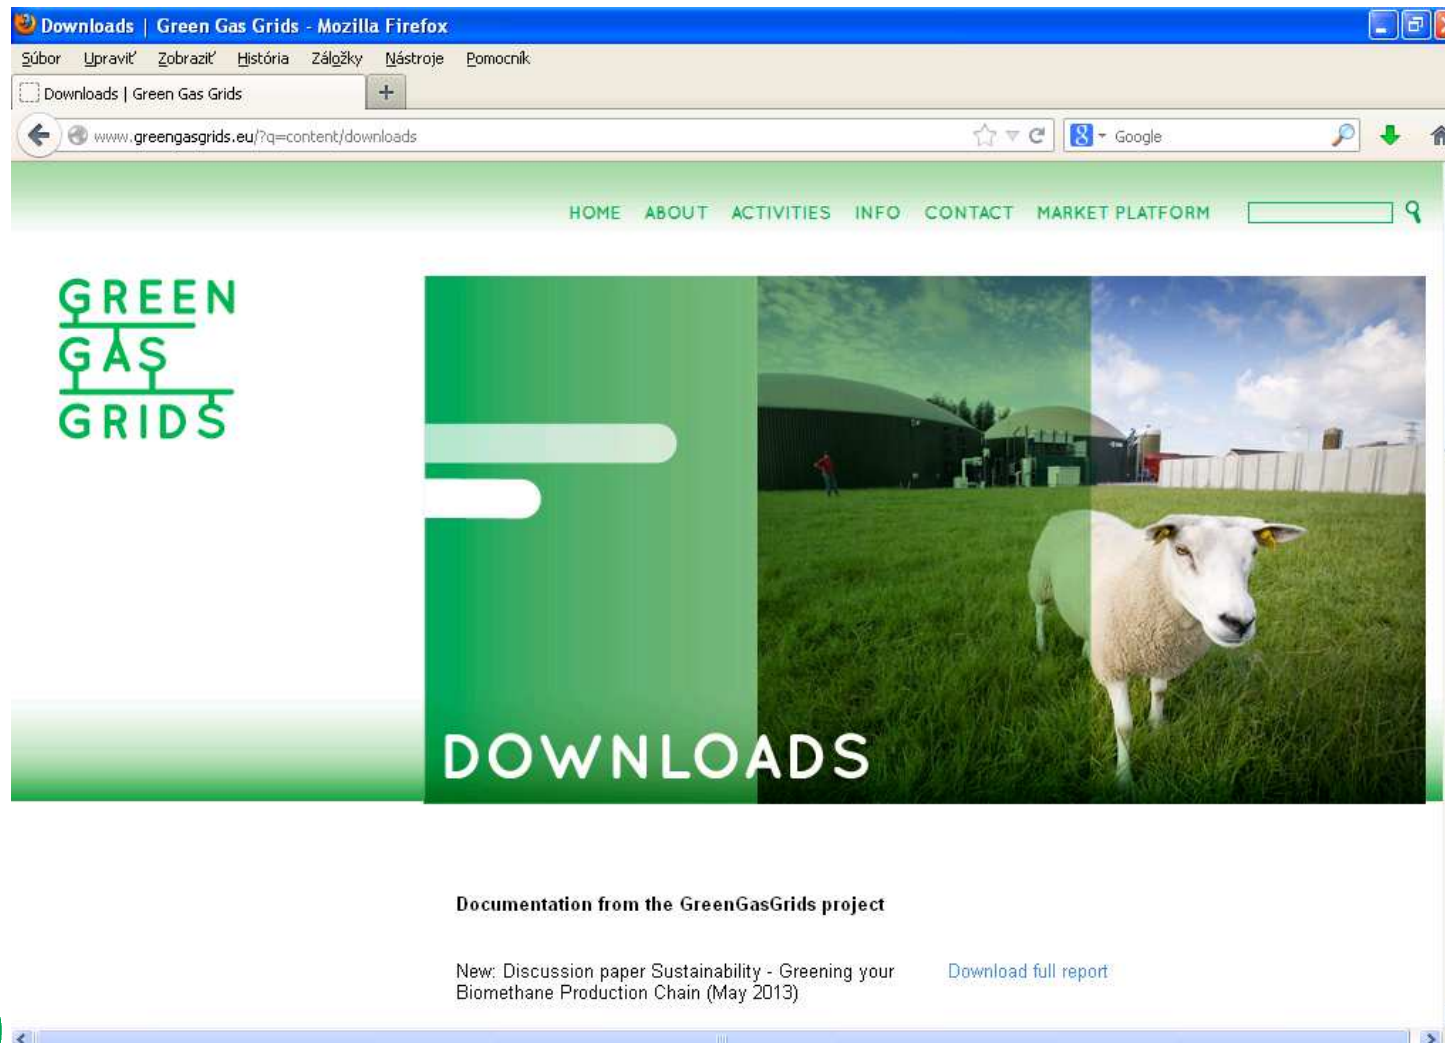 Downloads | Green Gas Grids - Mozilla Firefox
Súbor Upraviť Zobraziť História Záložky Nástroje Pomocník
Downloads | Green Gas Grids +
www.greengasgrids.eu/?q=content/downloads Google
HOME ABOUT ACTIVITIES INFO CONTACT MARKET PLATFORM
GREEN
GAS
GRIDS
DOWNLOADS
Documentation from the GreenGasGrids project
New: Discussion paper Sustainability - Greening your Download full report
Biomethane Production Chain (May 2013)